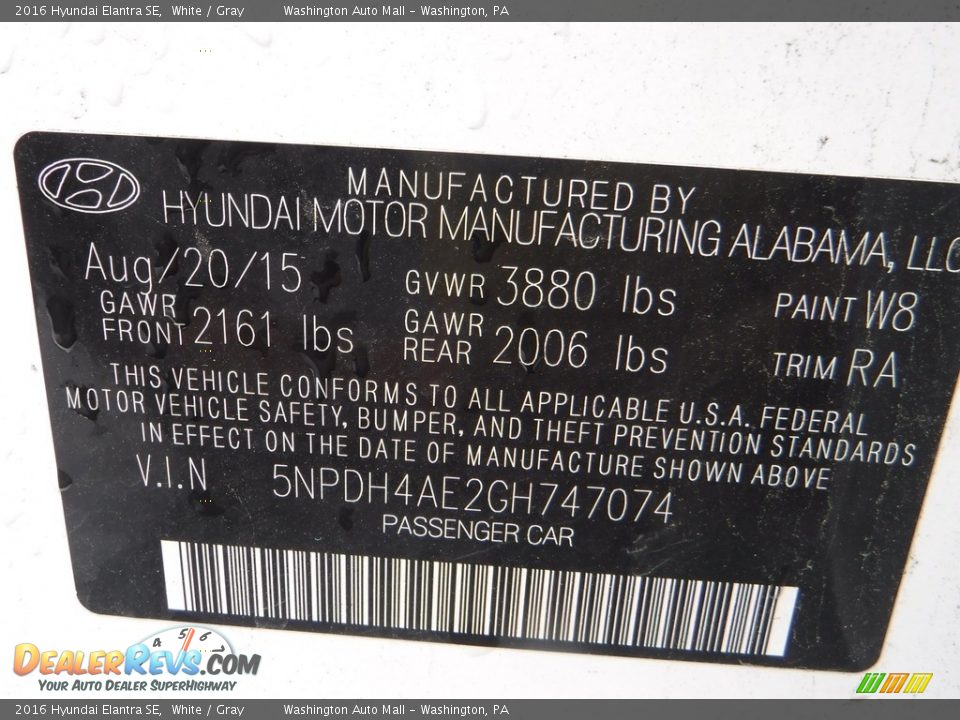 2016 Hyundai Elantra SE, White / Gray Washington Auto Mall - Washington, PA
MANUFACTURED BY
HYUNDAI MOTOR MANUFACTURING ALABAMA, LLC
Aug/20/15 GVWR 3880 lbs PAINT W8
GAWR FRONT 2161 lbs GAWR REAR 2006 lbs TRIM RA
THIS VEHICLE CONFORMS TO ALL APPLICABLE U.S.A. FEDERAL
MOTOR VEHICLE SAFETY, BUMPER, AND THEFT PREVENTION STANDARDS
IN EFFECT ON THE DATE OF MANUFACTURE SHOWN ABOVE
V.I.N 5NPDH4AE2GH747074
PASSENGER CAR
4 5 6
DEALERREVS.COM
YOUR AUTO DEALER SUPERHIGHWAY
2016 Hyundai Elantra SE, White / Gray Washington Auto Mall - Washington, PA